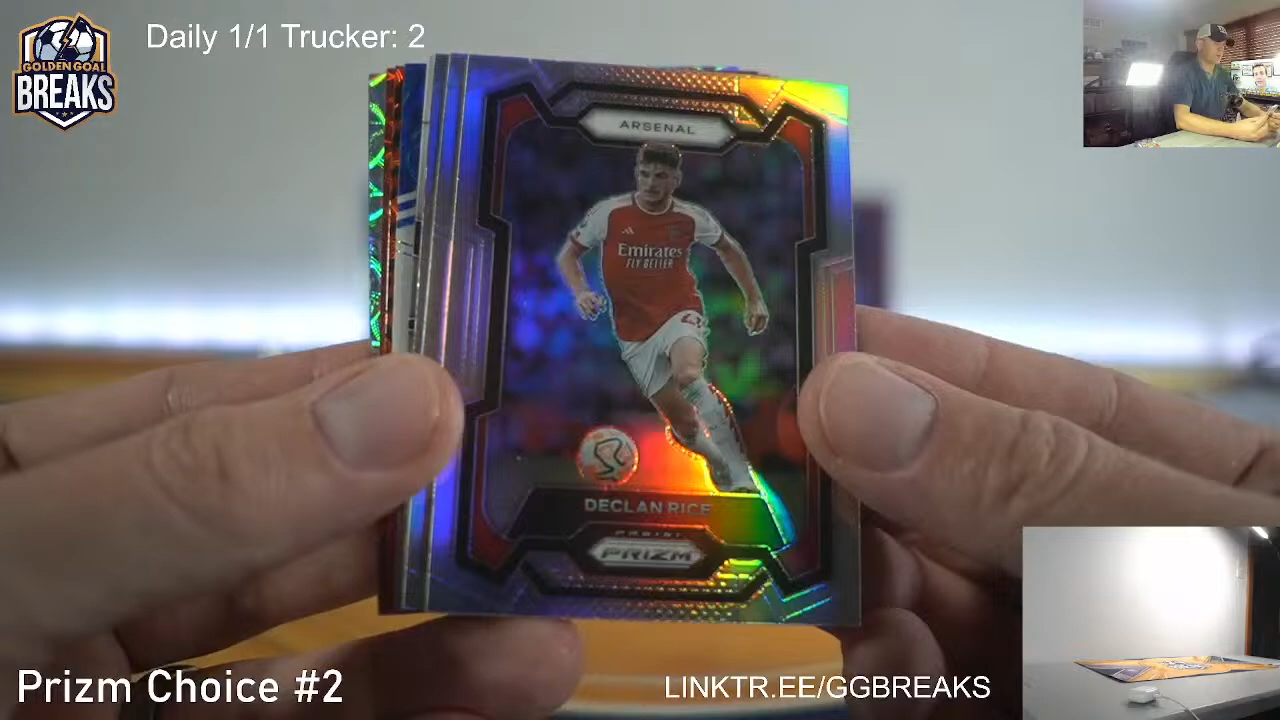 GOLDEN GOAL
BREAKS
Daily 1/1 Trucker: 2
ARSENAL
Emirates
FLY BETTER
DECLAN RICE
PANINI
PRIZM
Prizm Choice #2
LINKTR.EE/GGBREAKS